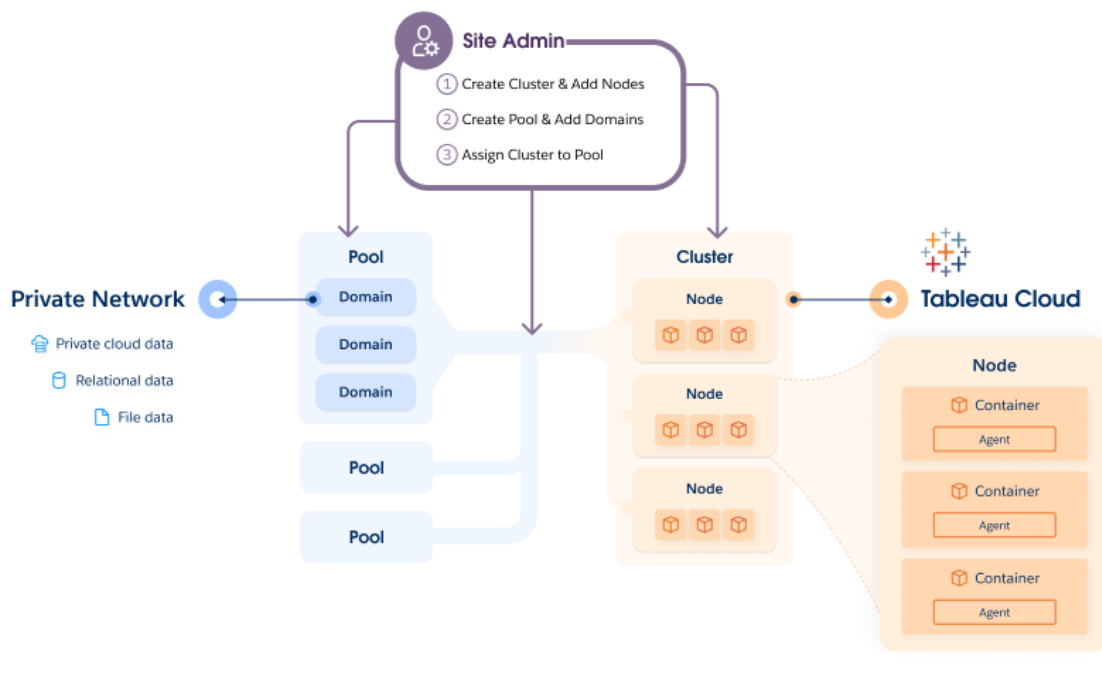 Site Admin
1 Create Cluster & Add Nodes
2 Create Pool & Add Domains
3 Assign Cluster to Pool
Private Network
Private cloud data
Relational data
File data
Pool
Domain
Domain
Domain
Pool
Pool
Cluster
Node
Node
Node
Tableau Cloud
Node
Container
Agent
Container
Agent
Container
Agent